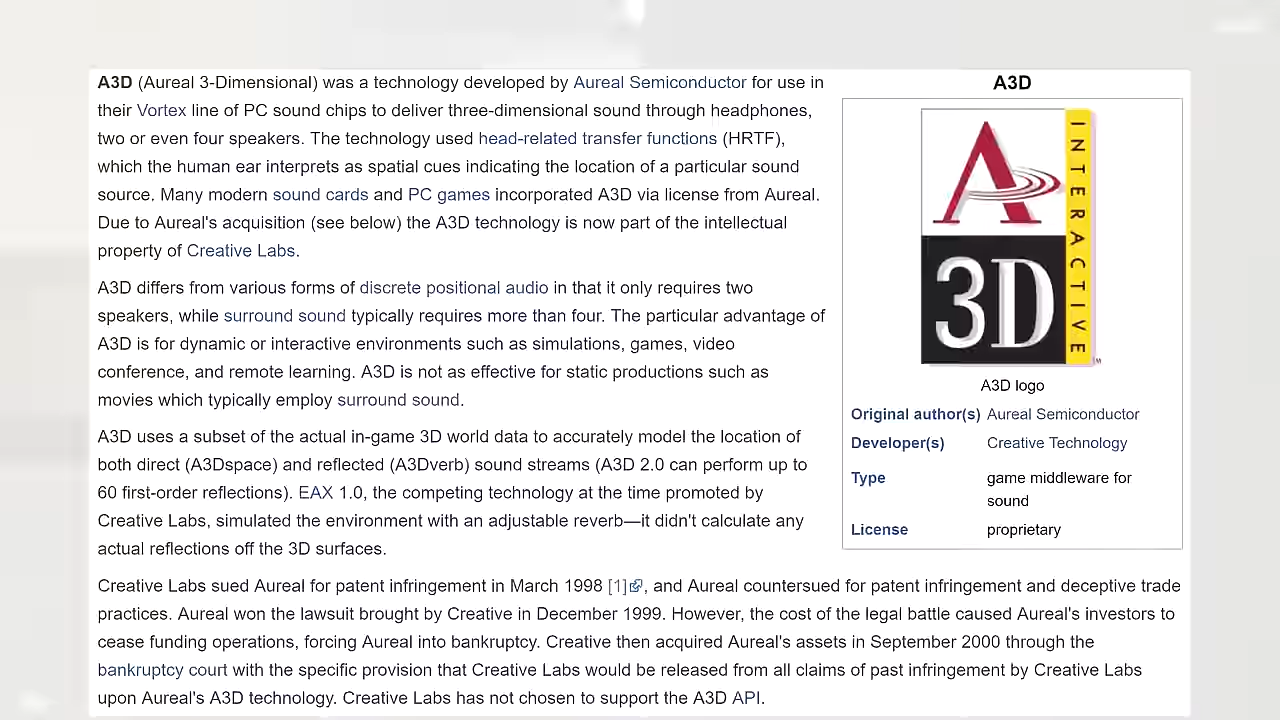 A3D (Aureal 3-Dimensional) was a technology developed by Aureal Semiconductor for use in
their Vortex line of PC sound chips to deliver three-dimensional sound through headphones,
two or even four speakers. The technology used head-related transfer functions (HRTF),
which the human ear interprets as spatial cues indicating the location of a particular sound
source. Many modern sound cards and PC games incorporated A3D via license from Aureal.
Due to Aureal's acquisition (see below) the A3D technology is now part of the intellectual
property of Creative Labs.
A3D differs from various forms of discrete positional audio in that it only requires two
speakers, while surround sound typically requires more than four. The particular advantage of
A3D is for dynamic or interactive environments such as simulations, games, video
conference, and remote learning. A3D is not as effective for static productions such as
movies which typically employ surround sound.
A3D uses a subset of the actual in-game 3D world data to accurately model the location of
both direct (A3Dspace) and reflected (A3Dverb) sound streams (A3D 2.0 can perform up to
60 first-order reflections). EAX 1.0, the competing technology at the time promoted by
Creative Labs, simulated the environment with an adjustable reverb—it didn't calculate any
actual reflections off the 3D surfaces.
A3D
A
3D
INTERACTIVE
TM
A3D logo
Original author(s) Aureal Semiconductor
Developer(s) Creative Technology
Type game middleware for
sound
License proprietary
Creative Labs sued Aureal for patent infringement in March 1998 [1], and Aureal countersued for patent infringement and deceptive trade
practices. Aureal won the lawsuit brought by Creative in December 1999. However, the cost of the legal battle caused Aureal's investors to
cease funding operations, forcing Aureal into bankruptcy. Creative then acquired Aureal's assets in September 2000 through the
bankruptcy court with the specific provision that Creative Labs would be released from all claims of past infringement by Creative Labs
upon Aureal's A3D technology. Creative Labs has not chosen to support the A3D API.